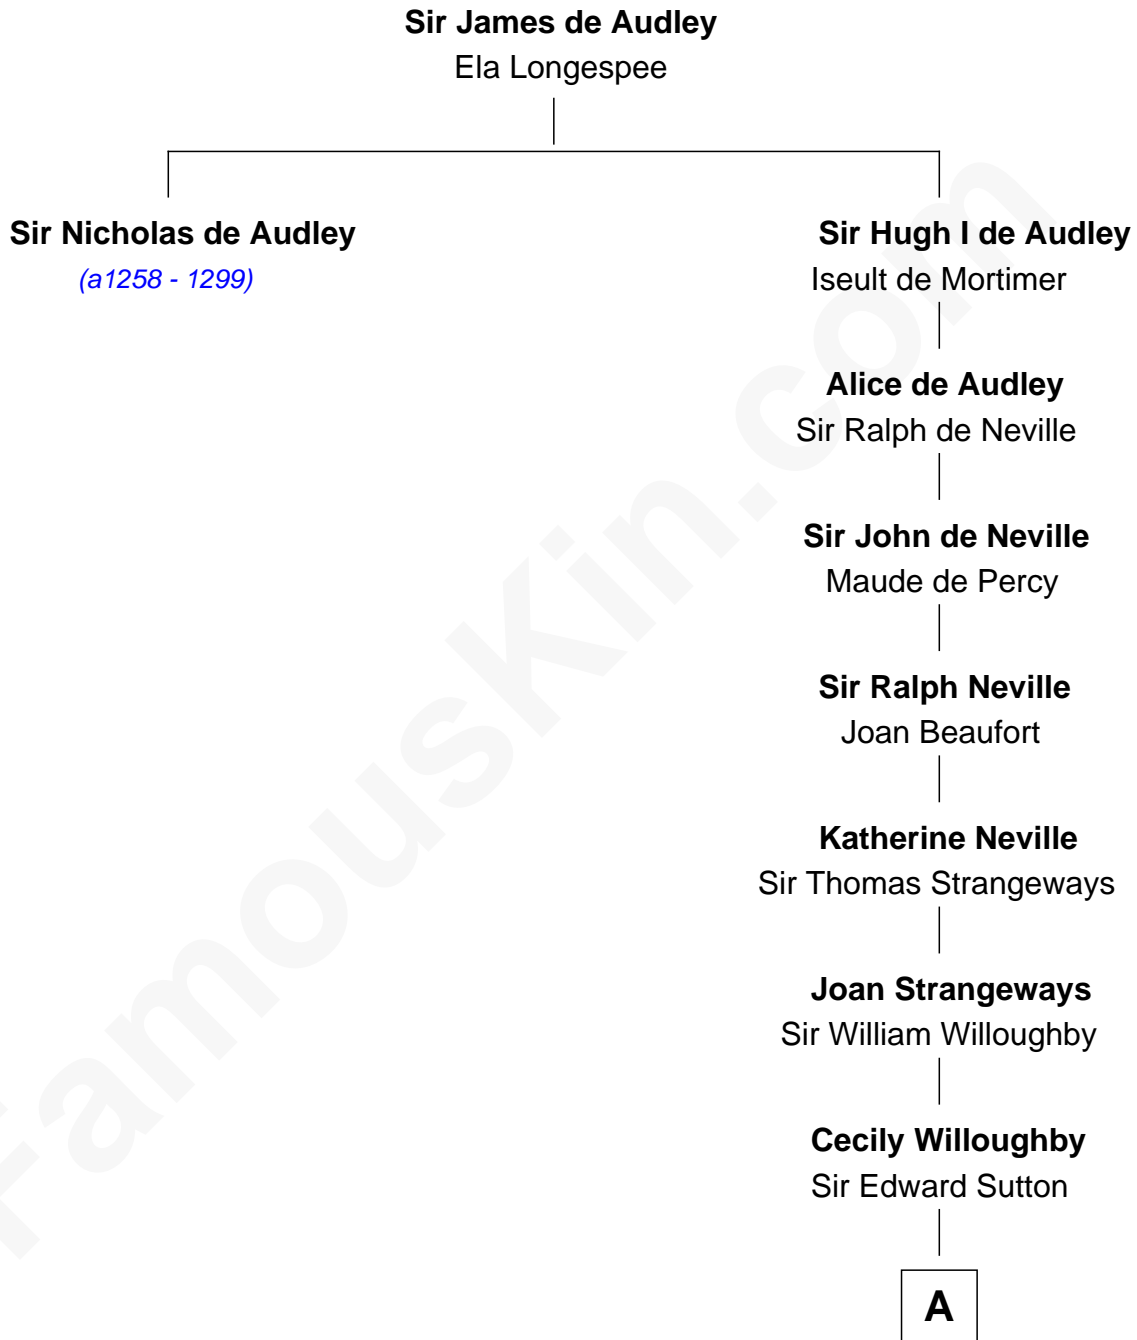 Sir James de Audley
Ela Longespee
Sir Nicholas de Audley
(a1258 - 1299)
Sir Hugh I de Audley
Iseult de Mortimer
Alice de Audley
Sir Ralph de Neville
Sir John de Neville
Maude de Percy
Sir Ralph Neville
Joan Beaufort
Katherine Neville
Sir Thomas Strangeways
Joan Strangeways
Sir William Willoughby
Cecily Willoughby
Sir Edward Sutton
A
FamousKin.com